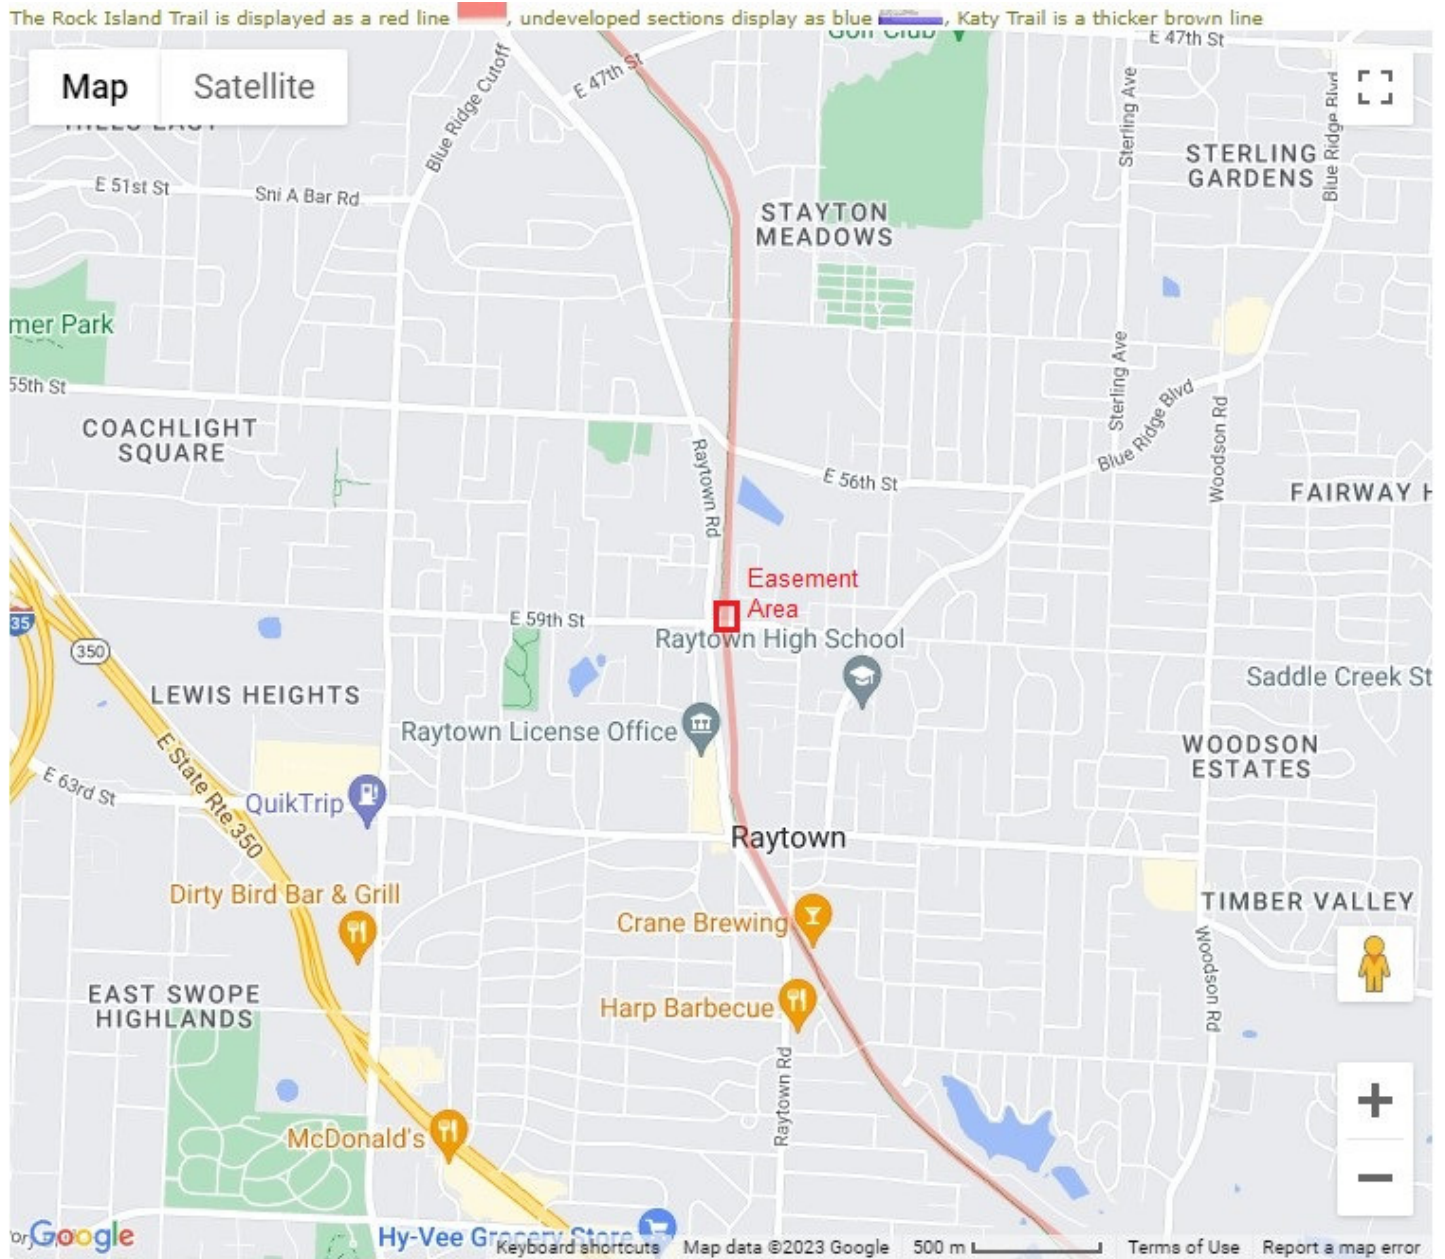 The Rock Island Trail is displayed as a red line , undeveloped sections display as blue , Katy Trail is a thicker brown line
Map
Satellite
Golf Club
E 47th St
E 47th St
Blue Ridge Cutoff
Sterling Ave
Blue Ridge Blvd
STERLING
GARDENS
E 51st St
Sni A Bar Rd
STAYTON
MEADOWS
mer Park
55th St
Sterling Ave
Blue Ridge Blvd
Woodson Rd
COACHLIGHT
SQUARE
Raytown Rd
E 56th St
FAIRWAY H
Easement
Area
35
E 59th St
Raytown High School
350
LEWIS HEIGHTS
Saddle Creek St
Raytown License Office
WOODSON
ESTATES
E State Rte 350
E 63rd St
QuikTrip
Raytown
Dirty Bird Bar & Grill
TIMBER VALLEY
Crane Brewing
Woodson Rd
EAST SWOPE
HIGHLANDS
Harp Barbecue
Raytown Rd
McDonald's
Google
Hy-Vee Grocery Store
Keyboard shortcuts Map data ©2023 Google 500 m Terms of Use Report a map error